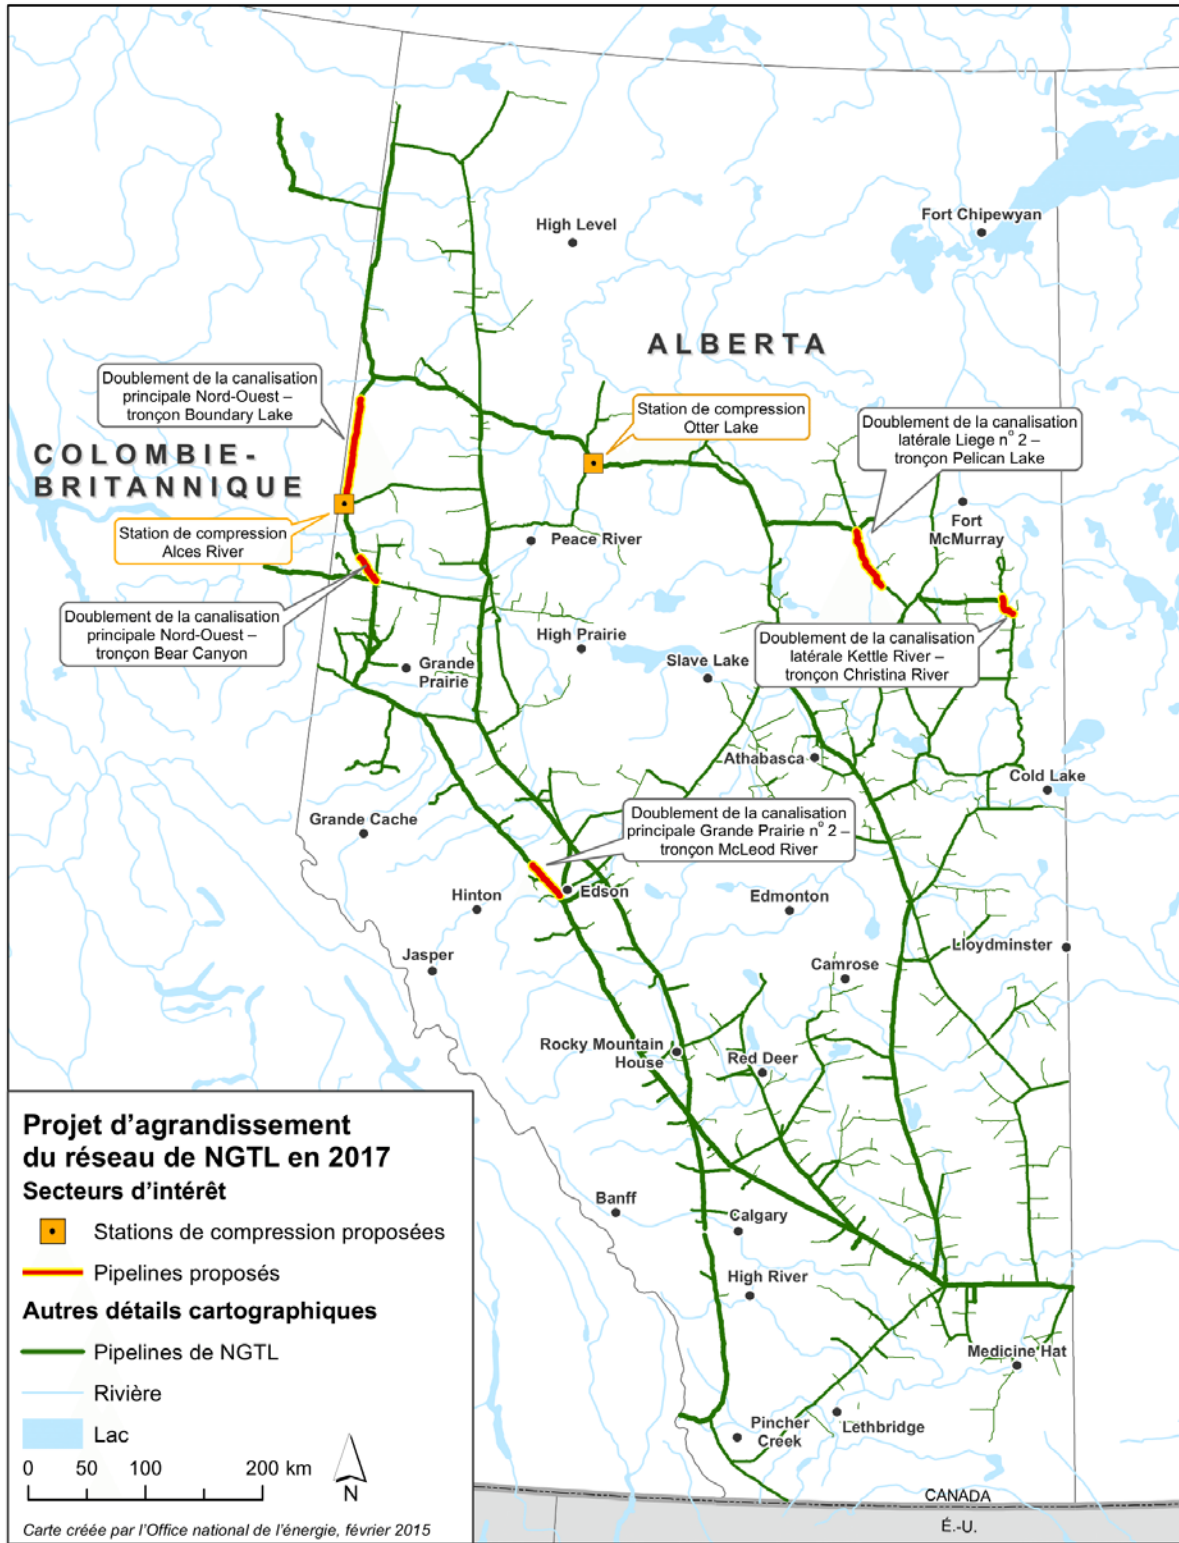 High Level
Fort Chipewyan
ALBERTA
Doublement de la canalisation
principale Nord-Ouest –
tronçon Boundary Lake
Station de compression
Otter Lake
Doublement de la canalisation
latérale Liege nº 2 –
tronçon Pelican Lake
COLOMBIE-
BRITANNIQUE
Fort
McMurray
Station de compression
Alces River
Peace River
Doublement de la canalisation
principale Nord-Ouest –
tronçon Bear Canyon
High Prairie
Doublement de la canalisation
latérale Kettle River –
tronçon Christina River
Slave Lake
Grande
Prairie
Athabasca
Cold Lake
Grande Cache
Doublement de la canalisation
principale Grande Prairie nº 2 –
tronçon McLeod River
Hinton
Edson
Edmonton
Jasper
Lloydminster
Camrose
Rocky Mountain
House
Red Deer
Banff
Calgary
High River
Medicine Hat
Pincher
Creek
Lethbridge
CANADA
É.-U.
Projet d'agrandissement
du réseau de NGTL en 2017
Secteurs d'intérêt
Stations de compression proposées
Pipelines proposés
Autres détails cartographiques
Pipelines de NGTL
Rivière
Lac
0 50 100 200 km
N
Carte créée par l'Office national de l'énergie, février 2015